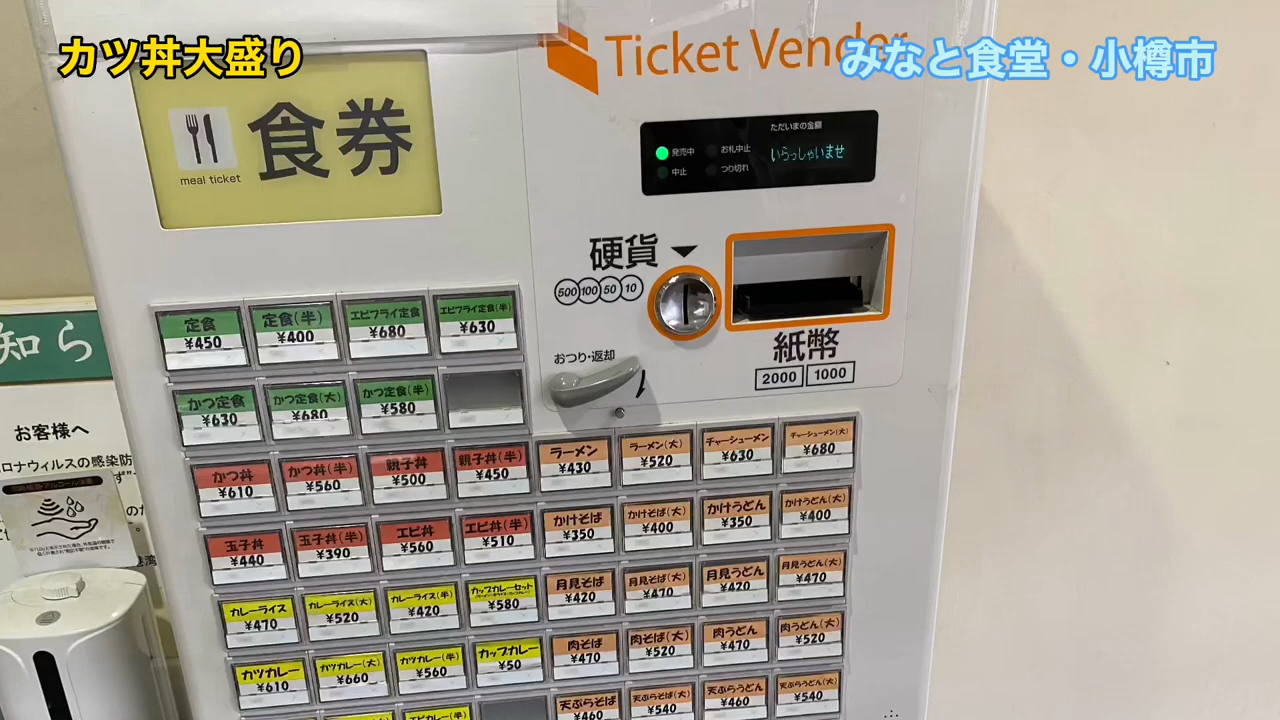 カツ丼大盛り
みなと食堂・小樽市
Ticket Vender
食券
meal ticket
ただいまの金額
発売中
お札中止
いらっしゃいませ
中止
つり切れ
硬貨
500 100 50 10
おつり・返却
紙幣
2000 1000
知ら
お客様へ
ロナウィルスの感染防
定食 ¥450
定食(半) ¥400
エビフライ定食 ¥680
エビフライ定食(半) ¥630
かつ定食 ¥630
かつ定食(大) ¥680
かつ定食(半) ¥580
かつ丼 ¥610
かつ丼(半) ¥560
親子丼 ¥500
親子丼(半) ¥450
ラーメン ¥430
ラーメン(大) ¥520
チャーシューメン ¥630
チャーシューメン(大) ¥680
玉子丼 ¥440
玉子丼(半) ¥390
エビ丼 ¥560
エビ丼(半) ¥510
かけそば ¥350
かけそば(大) ¥400
かけうどん ¥350
かけうどん(大) ¥400
カレーライス ¥470
カレーライス(大) ¥520
カレーライス(半) ¥420
カップカレーセット ¥580
月見そば ¥420
月見そば(大) ¥470
月見うどん ¥420
月見うどん(大) ¥470
カツカレー ¥610
カツカレー(大) ¥660
カツカレー(半) ¥560
カップカレー ¥50
肉そば ¥470
肉そば(大) ¥520
肉うどん ¥470
肉うどん(大) ¥520
エビカレー(半)
天ぷらそば ¥460
天ぷらそば(大) ¥540
天ぷらうどん ¥460
天ぷらうどん(大) ¥540